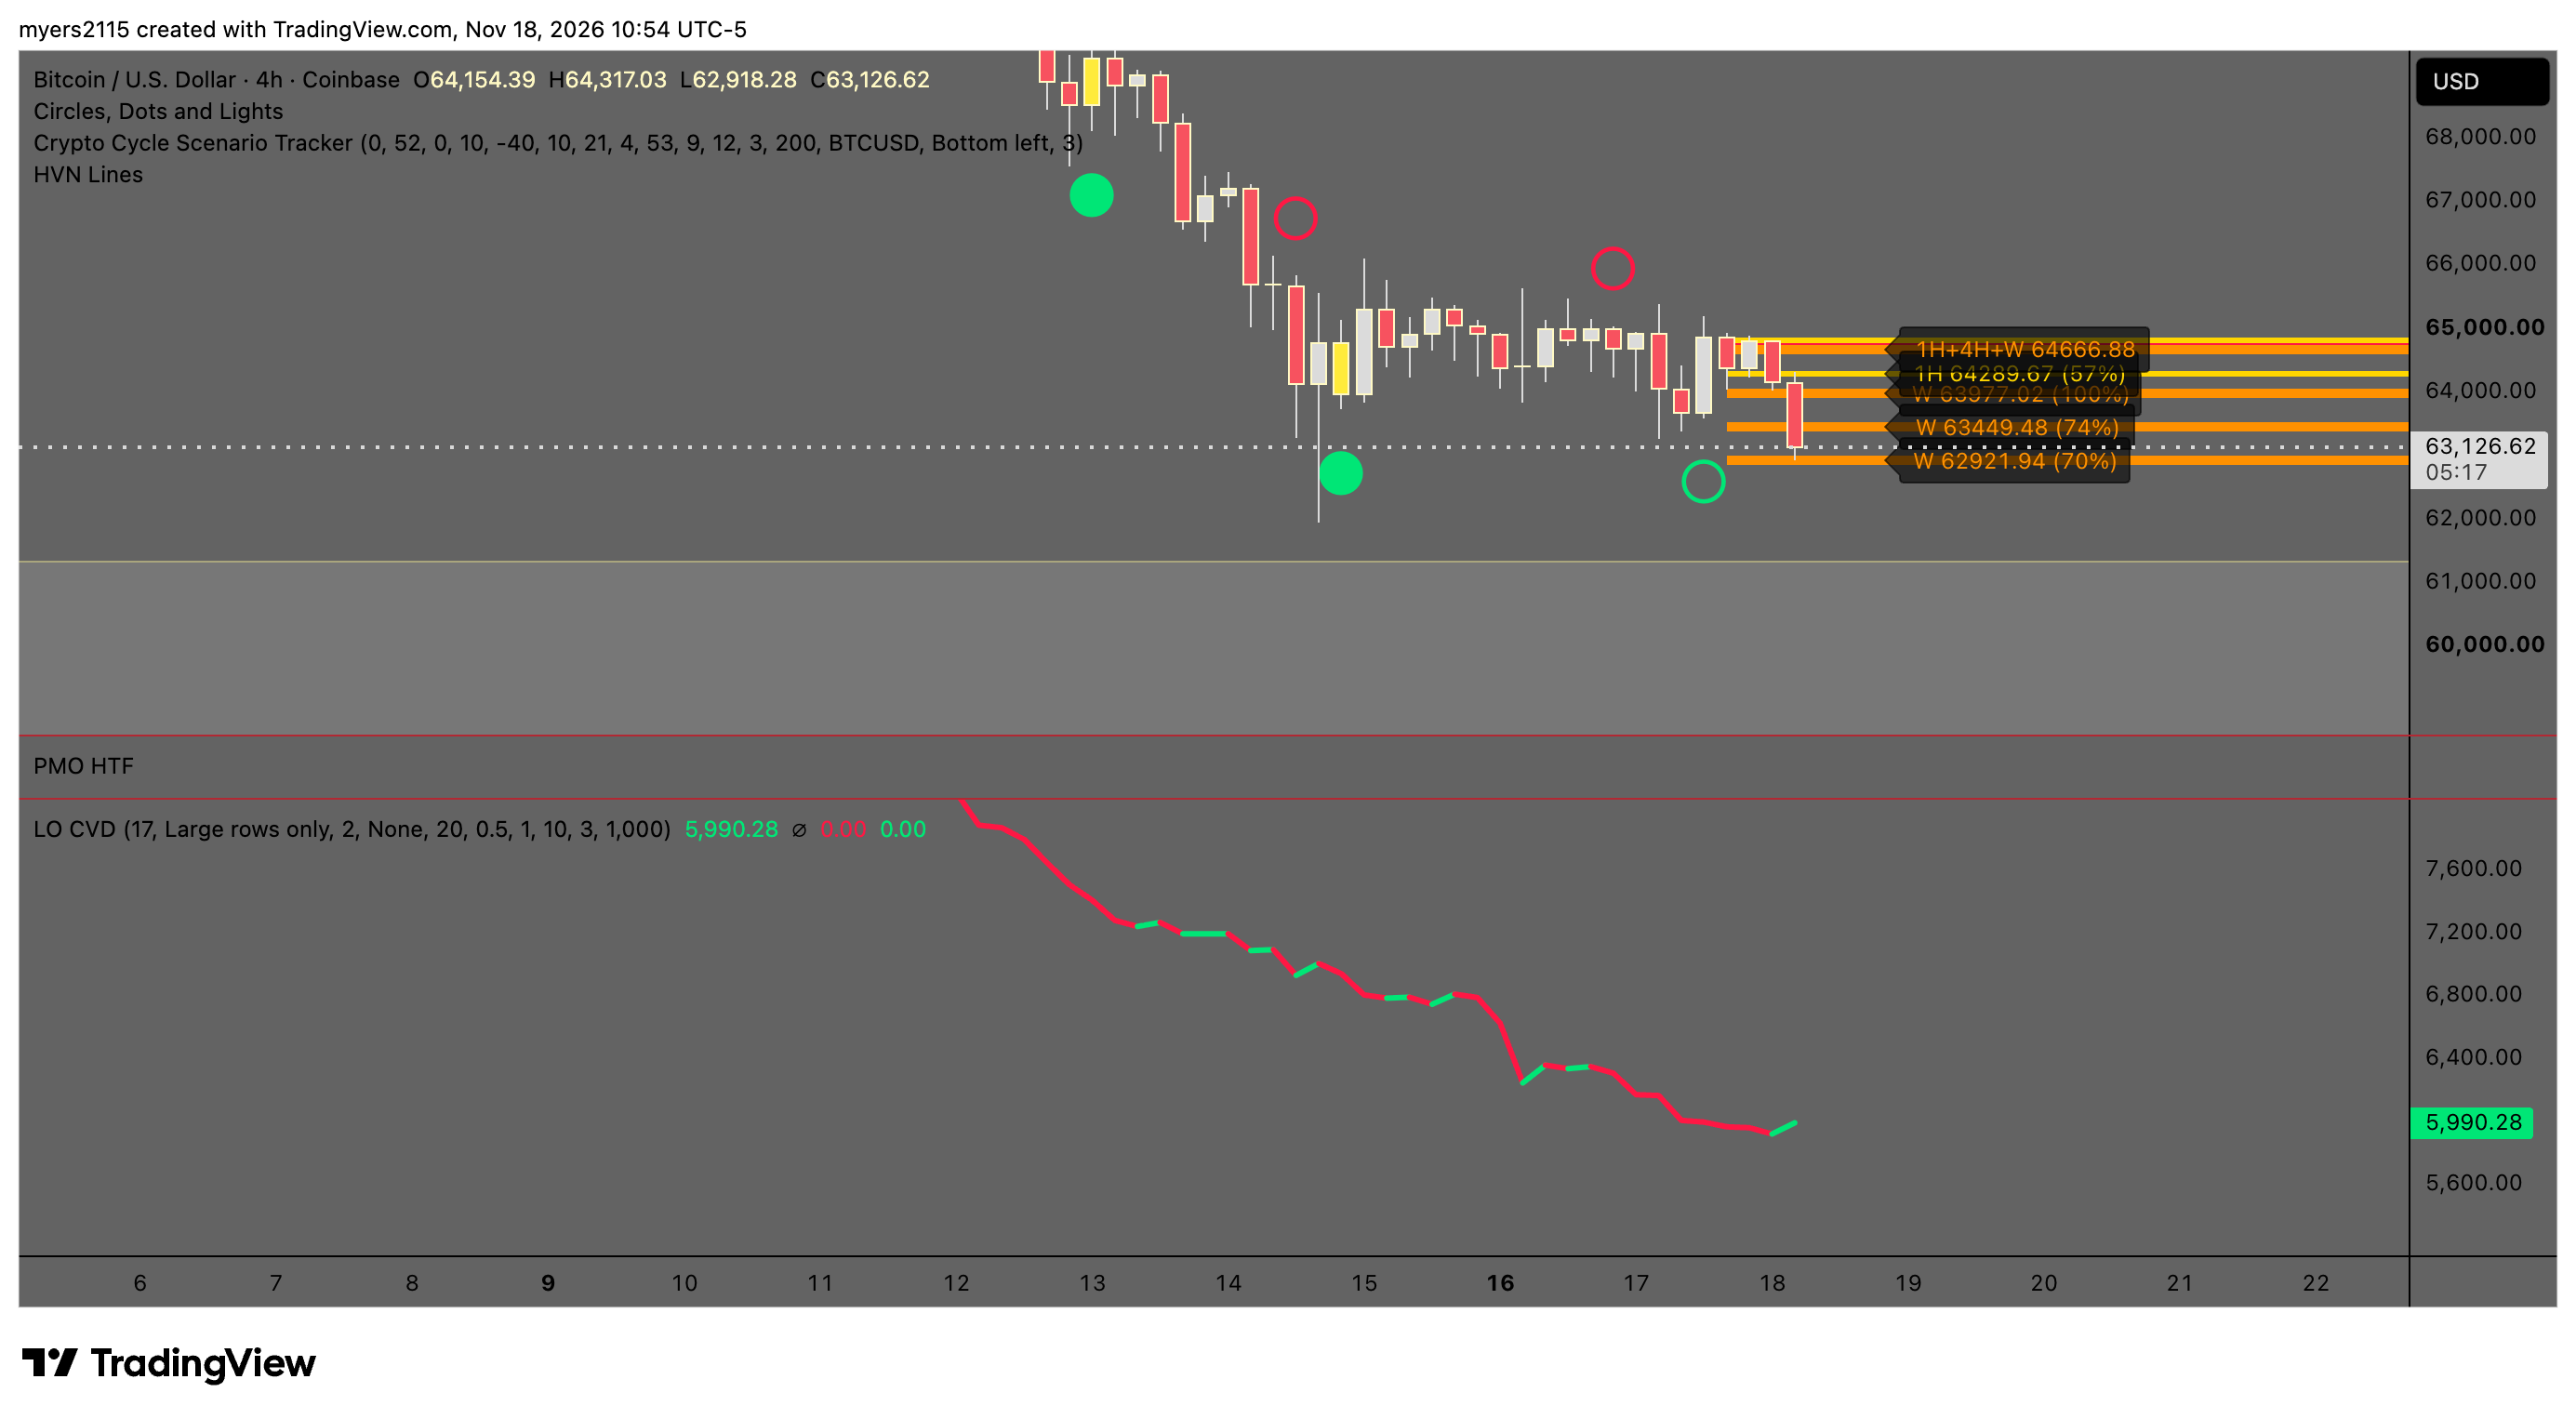 myers2115 created with TradingView.com, Nov 18, 2026 10:54 UTC-5
Bitcoin / U.S. Dollar · 4h · Coinbase O64,154.39 H64,317.03 L62,918.28 C63,126.62
Circles, Dots and Lights
Crypto Cycle Scenario Tracker (0, 52, 0, 10, -40, 10, 21, 4, 53, 9, 12, 3, 200, BTCUSD, Bottom left, 3)
HVN Lines
USD
68,000.00
67,000.00
66,000.00
65,000.00
64,000.00
63,126.62
05:17
62,000.00
61,000.00
60,000.00
1H+4H+W 64666.88
1H 64289.67 (57%)
W 63977.02 (100%)
W 63449.48 (74%)
W 62921.94 (70%)
PMO HTF
LO CVD (17, Large rows only, 2, None, 20, 0.5, 1, 10, 3, 1,000) 5,990.28 ∅ 0.00 0.00
7,600.00
7,200.00
6,800.00
6,400.00
5,990.28
5,600.00
6 7 8 9 10 11 12 13 14 15 16 17 18 19 20 21 22
TradingView